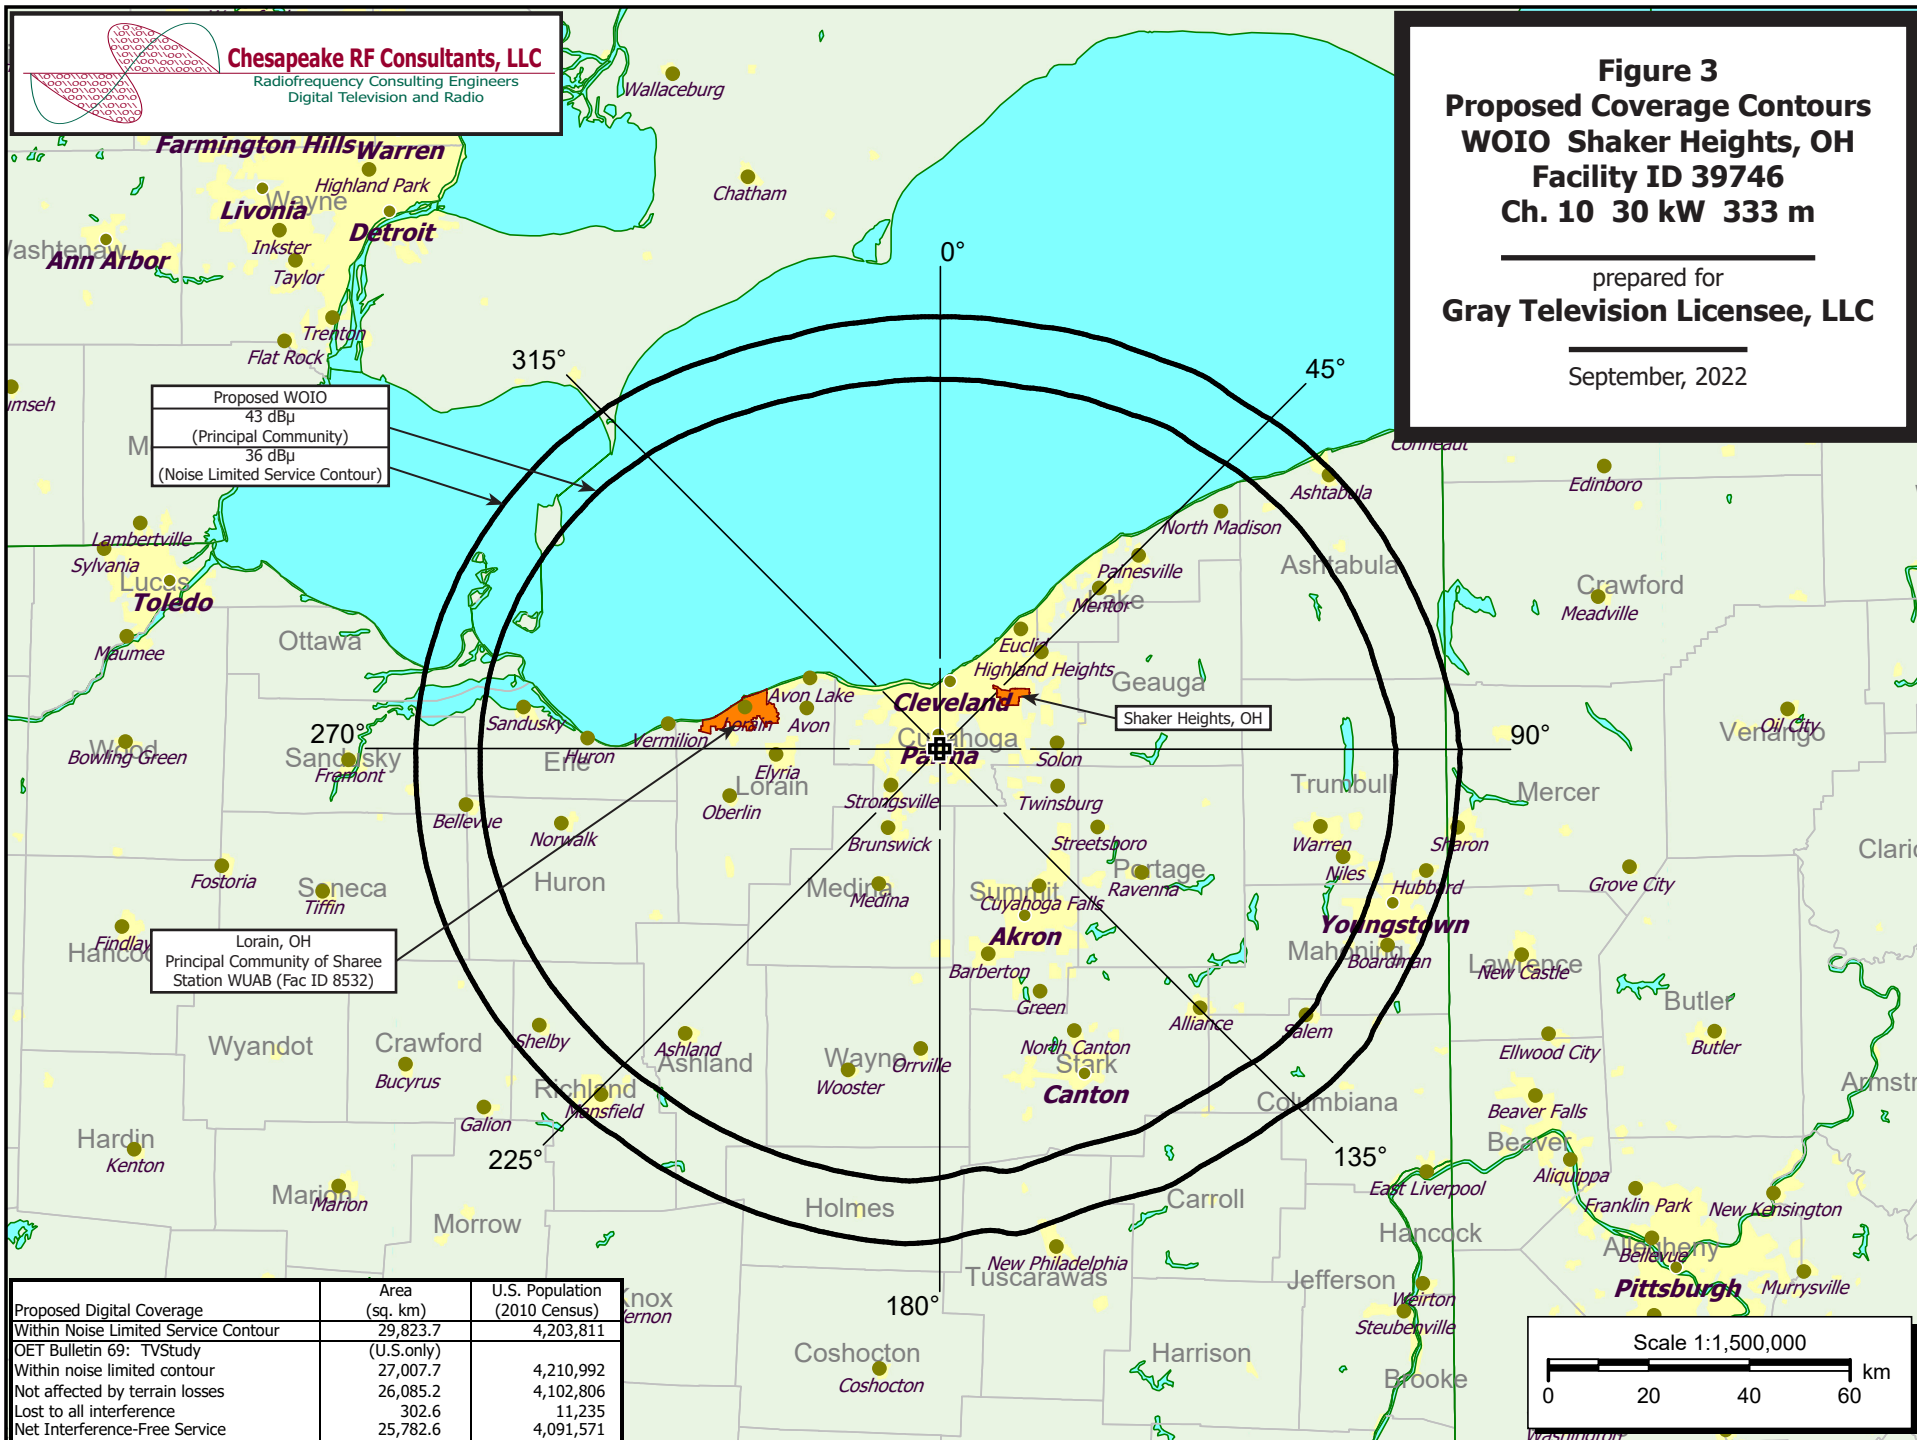 Chesapeake RF Consultants, LLC
Radiofrequency Consulting Engineers
Digital Television and Radio
Figure 3
Proposed Coverage Contours
WOIO Shaker Heights, OH
Facility ID 39746
Ch. 10 30 kW 333 m
prepared for
Gray Television Licensee, LLC
September, 2022
Wallaceburg
Farmington Hills
Warren
Highland Park
Wayne
Livonia
Detroit
Inkster
Taylor
Ann Arbor
Chatham
Trenton
Flat Rock
0°
315°
45°
Proposed WOIO
43 dBµ
(Principal Community)
36 dBµ
(Noise Limited Service Contour)
Conneaut
Ashtabula
Edinboro
North Madison
Lambertville
Sylvania
Lucas
Toledo
Painesville
Ashtabula
Crawford
Meadville
Mentor
Lake
Ottawa
Maumee
Euclid
Highland Heights
Geauga
Avon Lake
Cleveland
Sandusky
Lorain
Avon
Shaker Heights, OH
Oil City
Venango
270°
90°
Vermilion
Huron
Cuyahoga
Parma
Solon
Wood
Bowling Green
Sandusky
Fremont
Erie
Elyria
Lorain
Oberlin
Strongsville
Twinsburg
Trumbull
Mercer
Bellevue
Norwalk
Brunswick
Streetsboro
Warren
Sharon
Niles
Hubbard
Portage
Ravenna
Grove City
Fostoria
Seneca
Tiffin
Huron
Medina
Medina
Summit
Cuyahoga Falls
Akron
Youngstown
Mahoning
Boardman
Lawrence
New Castle
Findlay
Lorain, OH
Principal Community of Sharee
Station WUAB (Fac ID 8532)
Barberton
Green
Alliance
Salem
Butler
Butler
Wyandot
Crawford
Bucyrus
Shelby
Ashland
Ashland
Wayne
Wooster
Orrville
North Canton
Stark
Canton
Ellwood City
Richland
Mansfield
Galion
Columbiana
Beaver Falls
Beaver
Hardin
Kenton
225°
135°
East Liverpool
Aliquippa
Franklin Park
New Kensington
Marion
Marion
Morrow
Holmes
Carroll
Hancock
Allegheny
Bellevue
Pittsburgh
Murrysville
New Philadelphia
Tuscarawas
Jefferson
Weirton
Steubenville
180°
Knox
Coshocton
Coshocton
Harrison
Brooke
Proposed Digital Coverage Area (sq. km) U.S. Population (2010 Census)
Within Noise Limited Service Contour 29,823.7 4,203,811
OET Bulletin 69: TVStudy (U.S.only)
Within noise limited contour 27,007.7 4,210,992
Not affected by terrain losses 26,085.2 4,102,806
Lost to all interference 302.6 11,235
Net Interference-Free Service 25,782.6 4,091,571
Scale 1:1,500,000
km
0 20 40 60